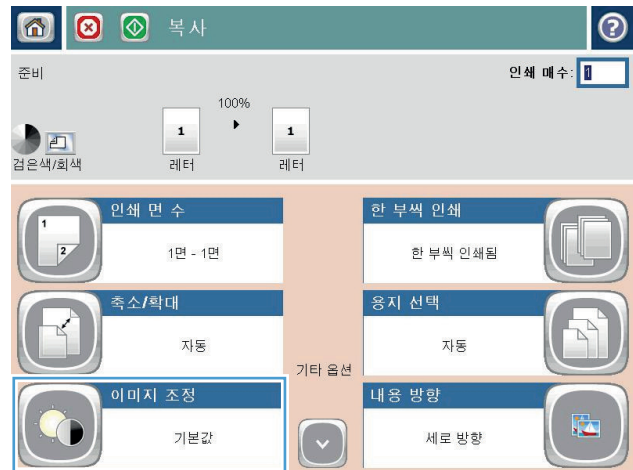 복사
준비
인쇄 매수: 1
100%
1
1
검은색/회색
레터
레터
인쇄 면 수
1
2
1면 - 1면
한 부씩 인쇄
한 부씩 인쇄됨
축소/확대
자동
용지 선택
자동
기타 옵션
이미지 조정
기본값
내용 방향
세로 방향